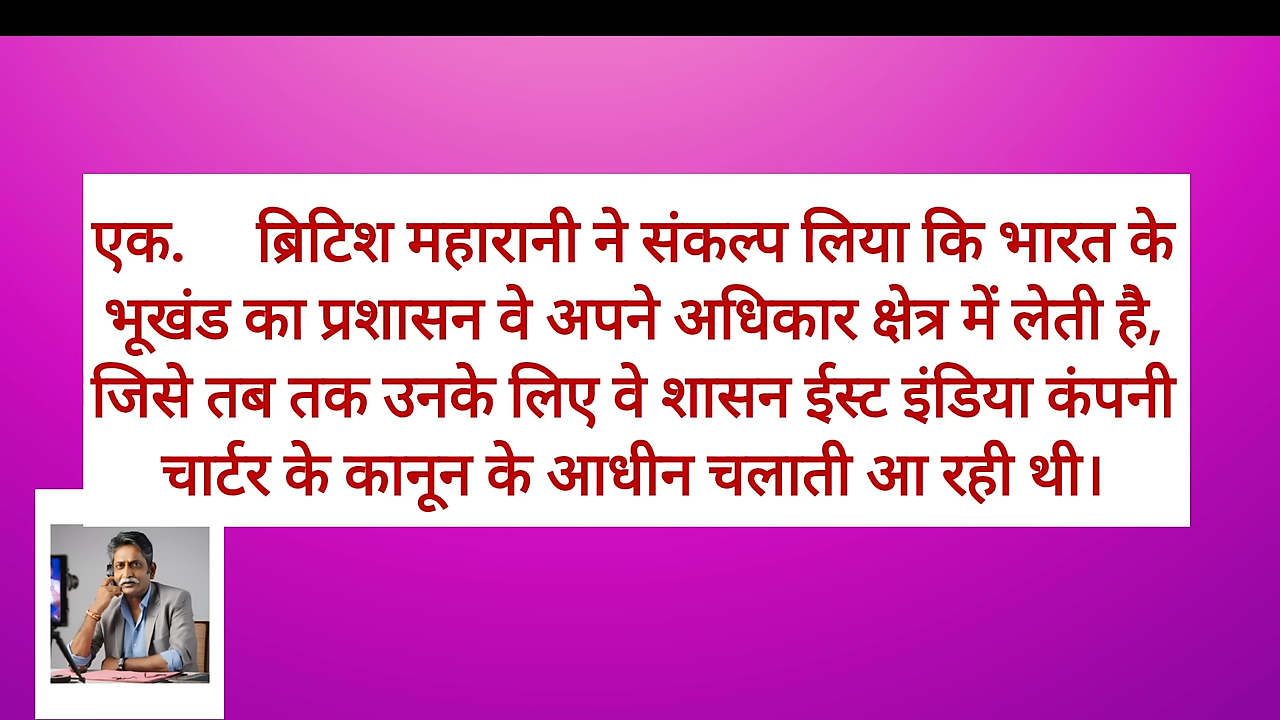 एक. ब्रिटिश महारानी ने संकल्प लिया कि भारत के
भूखंड का प्रशासन वे अपने अधिकार क्षेत्र में लेती है,
जिसे तब तक उनके लिए वे शासन ईस्ट इंडिया कंपनी
चार्टर के कानून के आधीन चलाती आ रही थी।